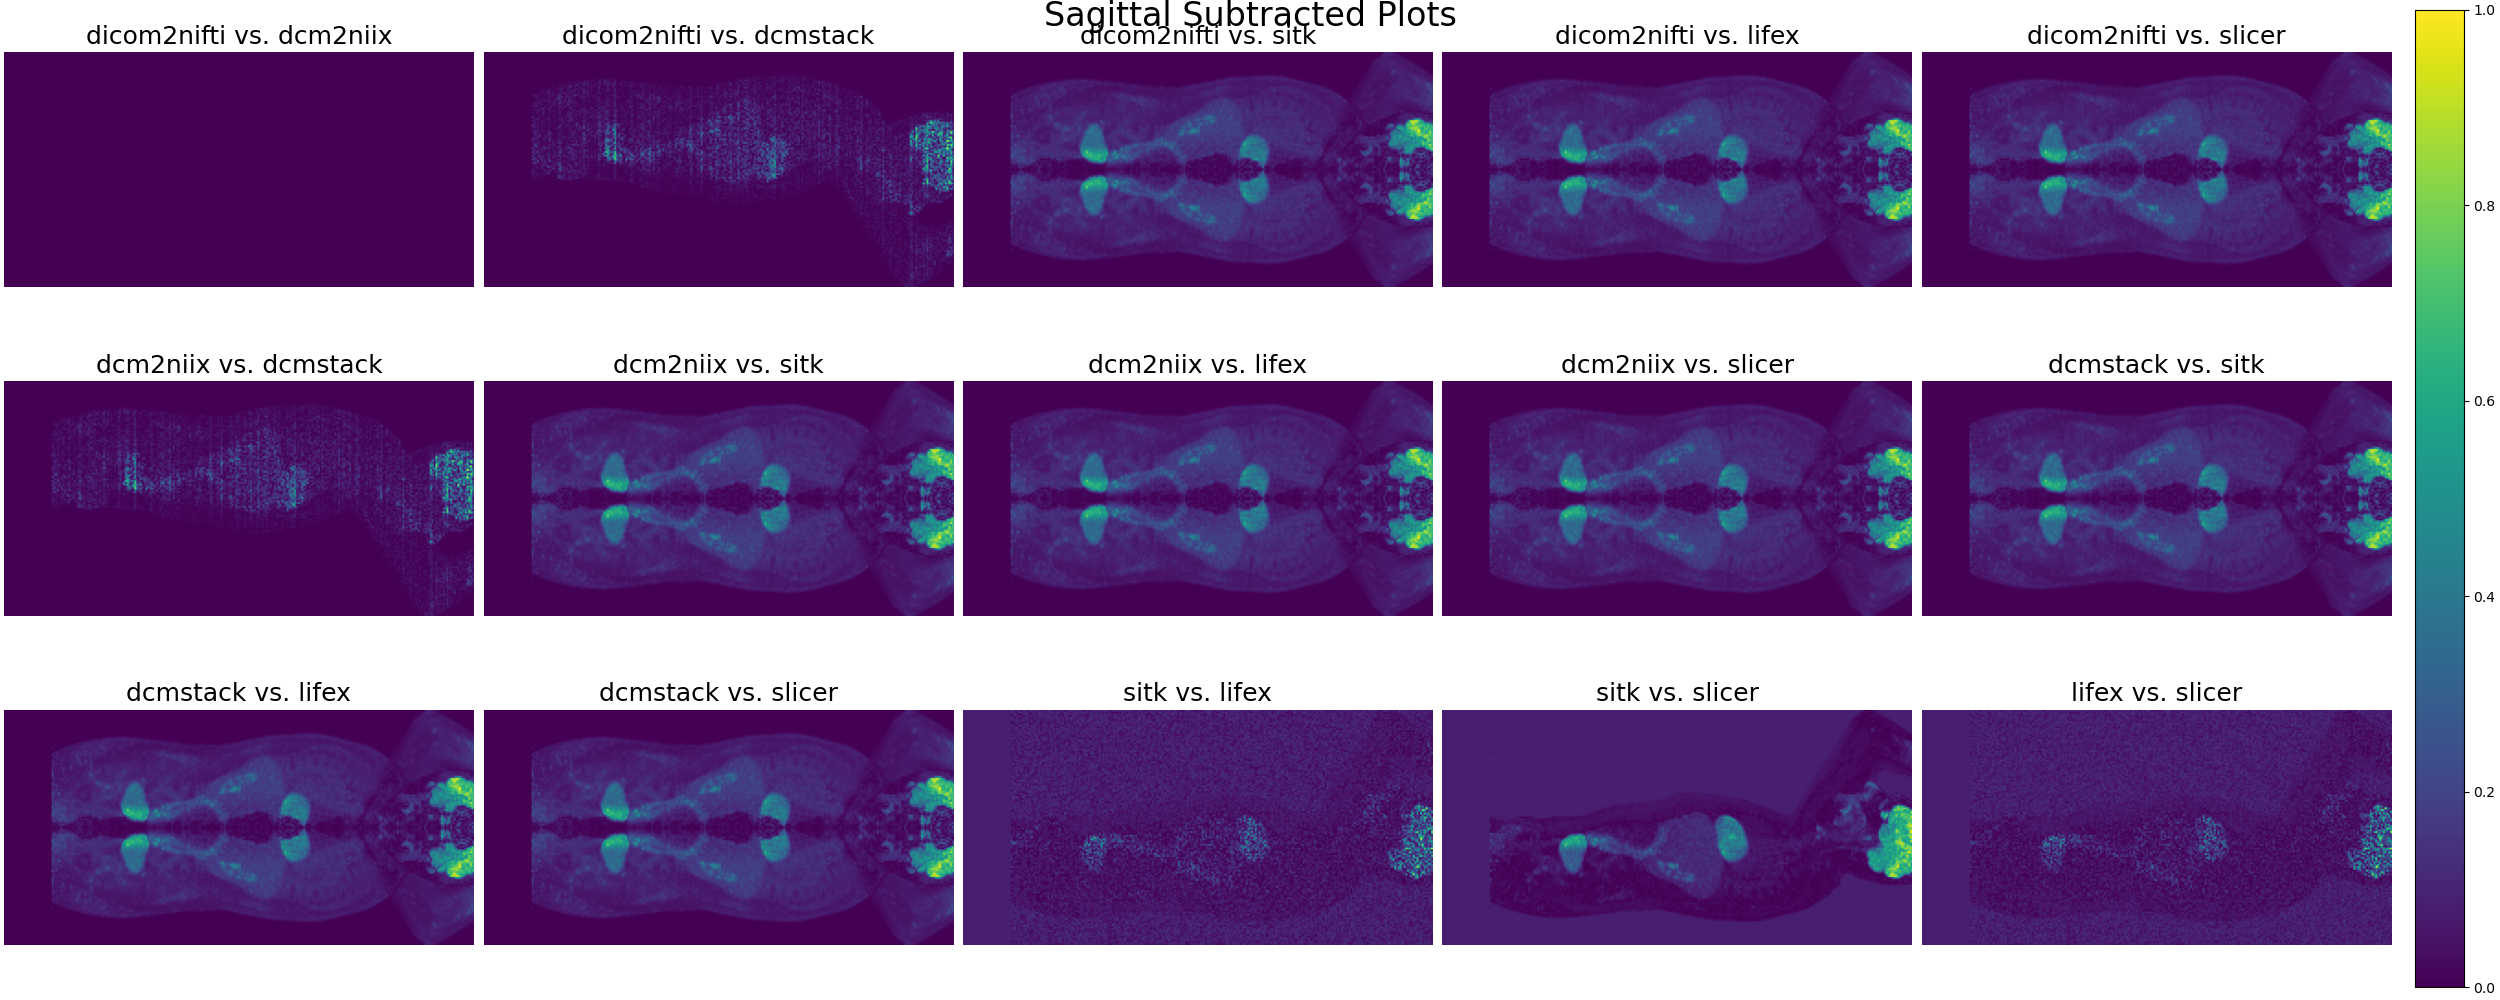 Sagittal Subtracted Plots
dicom2nifti vs. dcm2niix
dicom2nifti vs. dcmstack
dicom2nifti vs. sitk
dicom2nifti vs. lifex
dicom2nifti vs. slicer
dcm2niix vs. dcmstack
dcm2niix vs. sitk
dcm2niix vs. lifex
dcm2niix vs. slicer
dcmstack vs. sitk
dcmstack vs. lifex
dcmstack vs. slicer
sitk vs. lifex
sitk vs. slicer
lifex vs. slicer
1.0
0.8
0.6
0.4
0.2
0.0